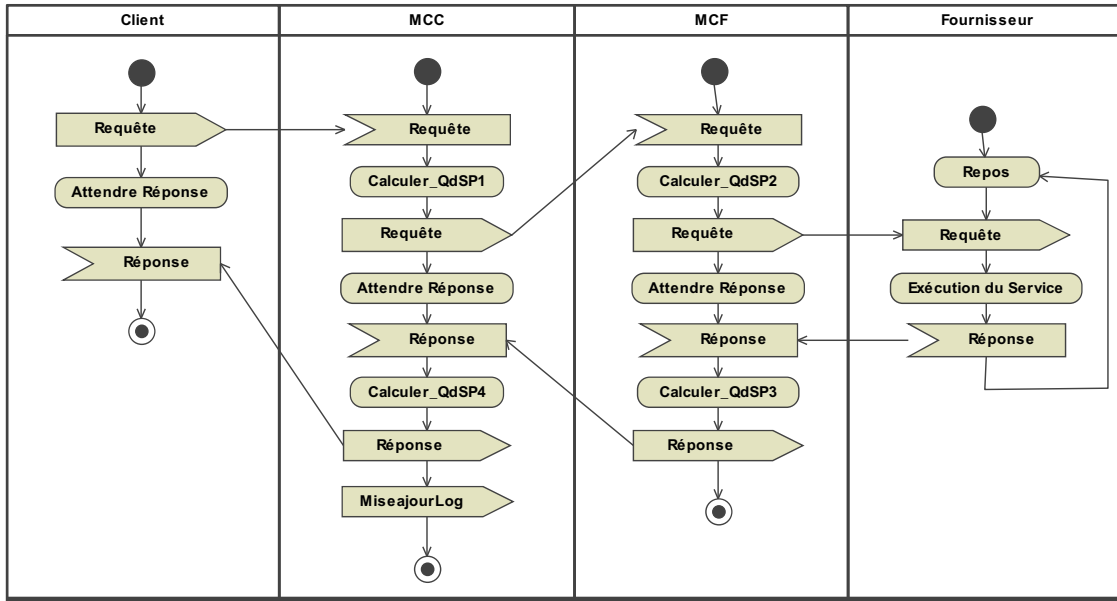 Client
MCC
MCF
Fournisseur
Requête
Attendre Réponse
Réponse
Requête
Calculer_QdSP1
Requête
Attendre Réponse
Réponse
Calculer_QdSP4
Réponse
MiseajourLog
Requête
Calculer_QdSP2
Requête
Attendre Réponse
Réponse
Calculer_QdSP3
Réponse
Repos
Requête
Exécution du Service
Réponse